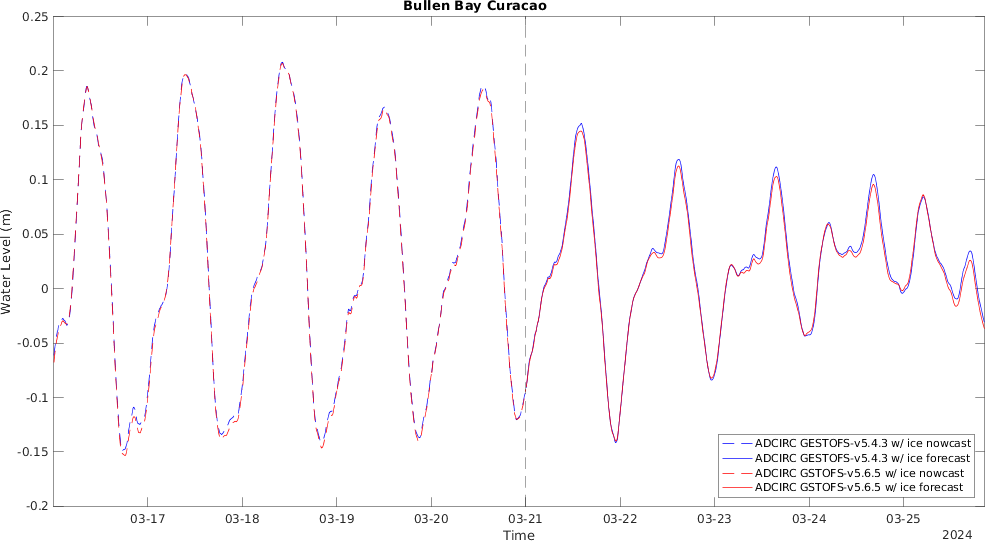 Bullen Bay Curacao
Water Level (m)
0.25
0.2
0.15
0.1
0.05
0
-0.05
-0.1
-0.15
-0.2
ADCIRC GESTOFS-v5.4.3 w/ ice nowcast
ADCIRC GESTOFS-v5.4.3 w/ ice forecast
ADCIRC GSTOFS-v5.6.5 w/ ice nowcast
ADCIRC GSTOFS-v5.6.5 w/ ice forecast
03-17 03-18 03-19 03-20 03-21 03-22 03-23 03-24 03-25
Time
2024